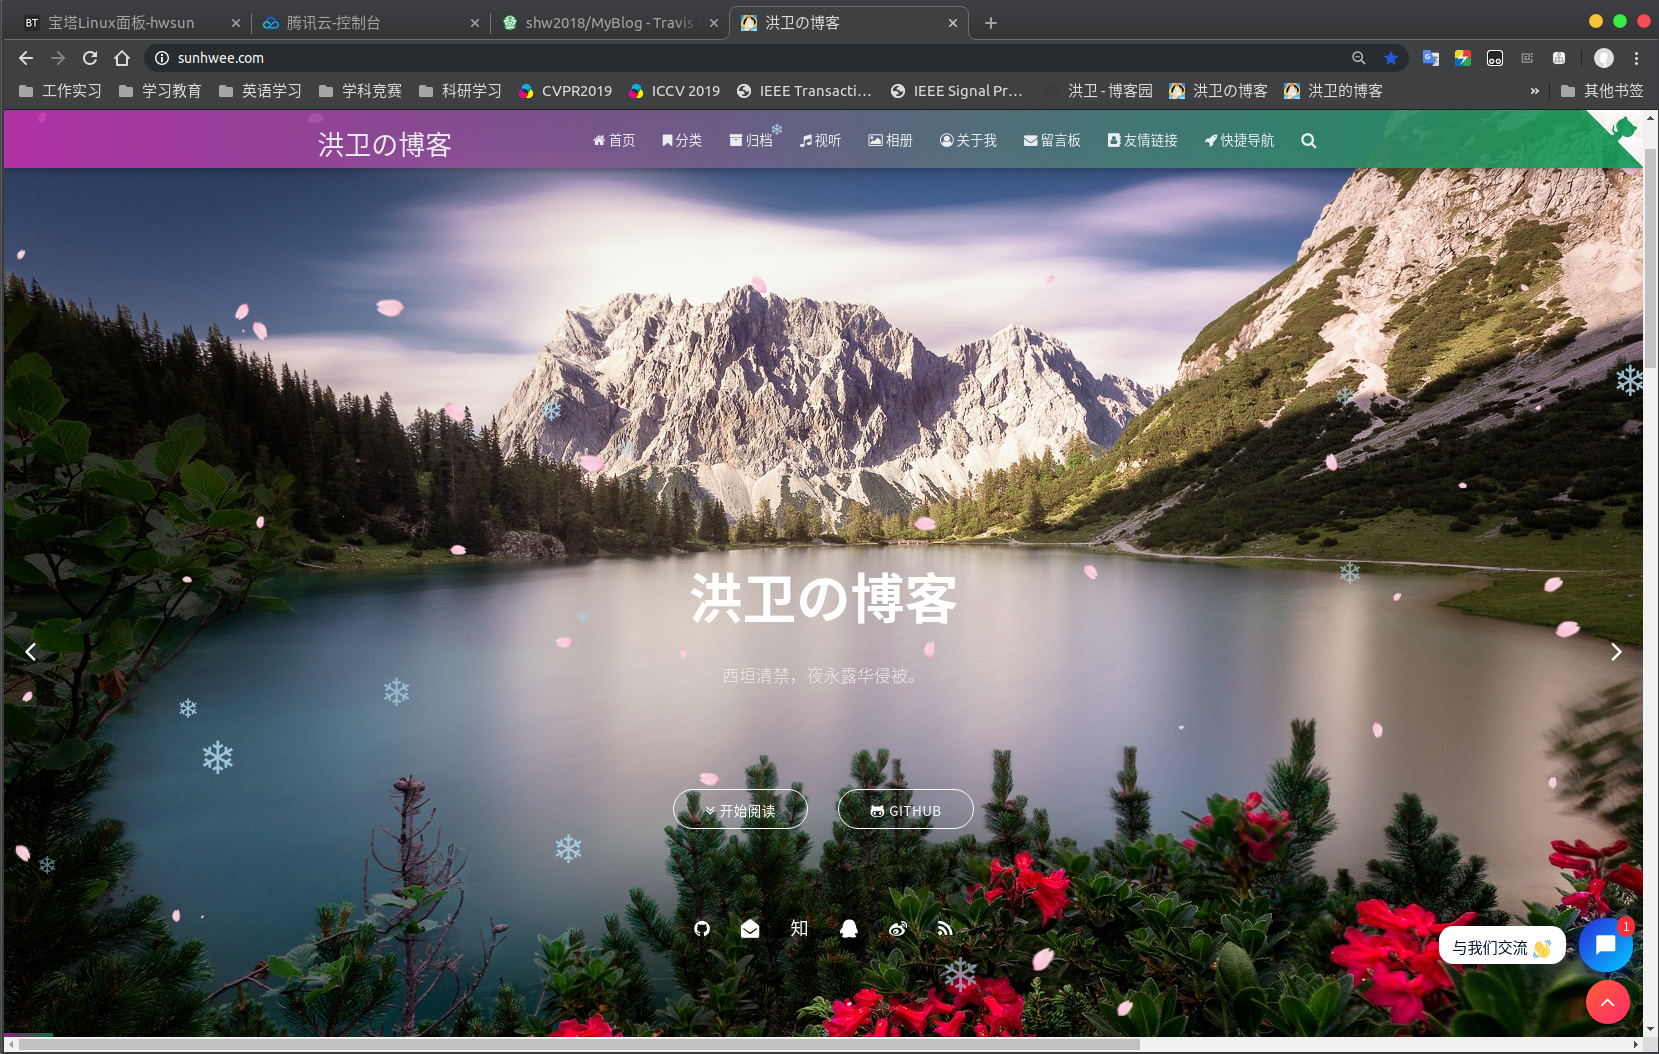 BT 宝塔Linux面板-hwsun 腾讯云-控制台 shw2018/MyBlog - Travis 洪卫の博客
sunhwee.com
工作实习 学习教育 英语学习 学科竞赛 科研学习 CVPR2019 ICCV 2019 IEEE Transacti… IEEE Signal Pr… 洪卫 - 博客园 洪卫の博客 洪卫的博客 » 其他书签
洪卫の博客 首页 分类 归档 视听 相册 关于我 留言板 友情链接 快捷导航
洪卫の博客
西垣清禁，夜永露华侵被。
开始阅读 GITHUB
知
与我们交流 👋 1